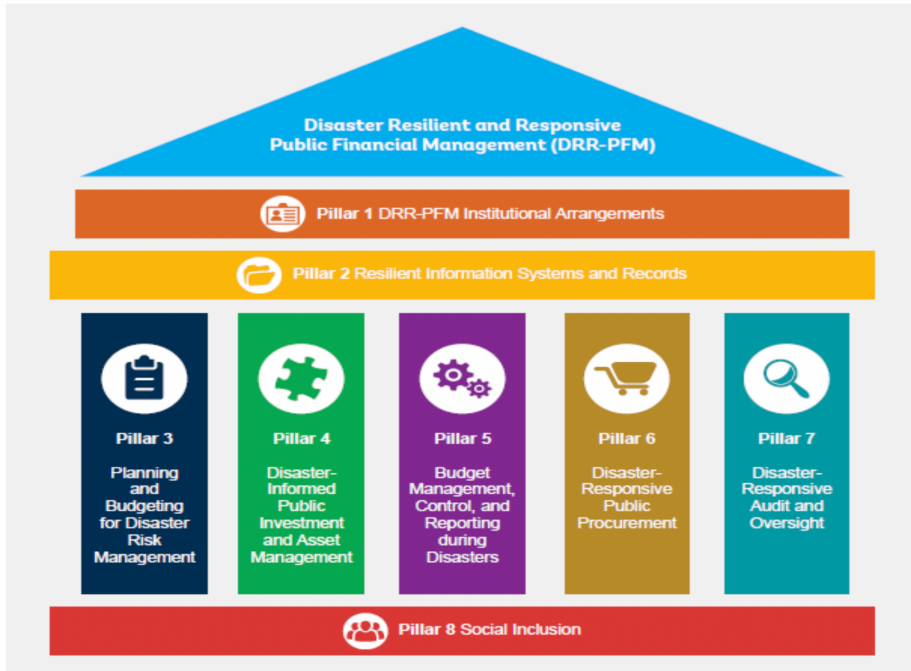 Disaster Resilient and Responsive
Public Financial Management (DRR-PFM)
Pillar 1 DRR-PFM Institutional Arrangements
Pillar 2 Resilient Information Systems and Records
Pillar 3
Planning
and
Budgeting
for Disaster
Risk
Management
Pillar 4
Disaster-
Informed
Public
Investment
and Asset
Management
Pillar 5
Budget
Management,
Control, and
Reporting
during
Disasters
Pillar 6
Disaster-
Responsive
Public
Procurement
Pillar 7
Disaster-
Responsive
Audit and
Oversight
Pillar 8 Social Inclusion